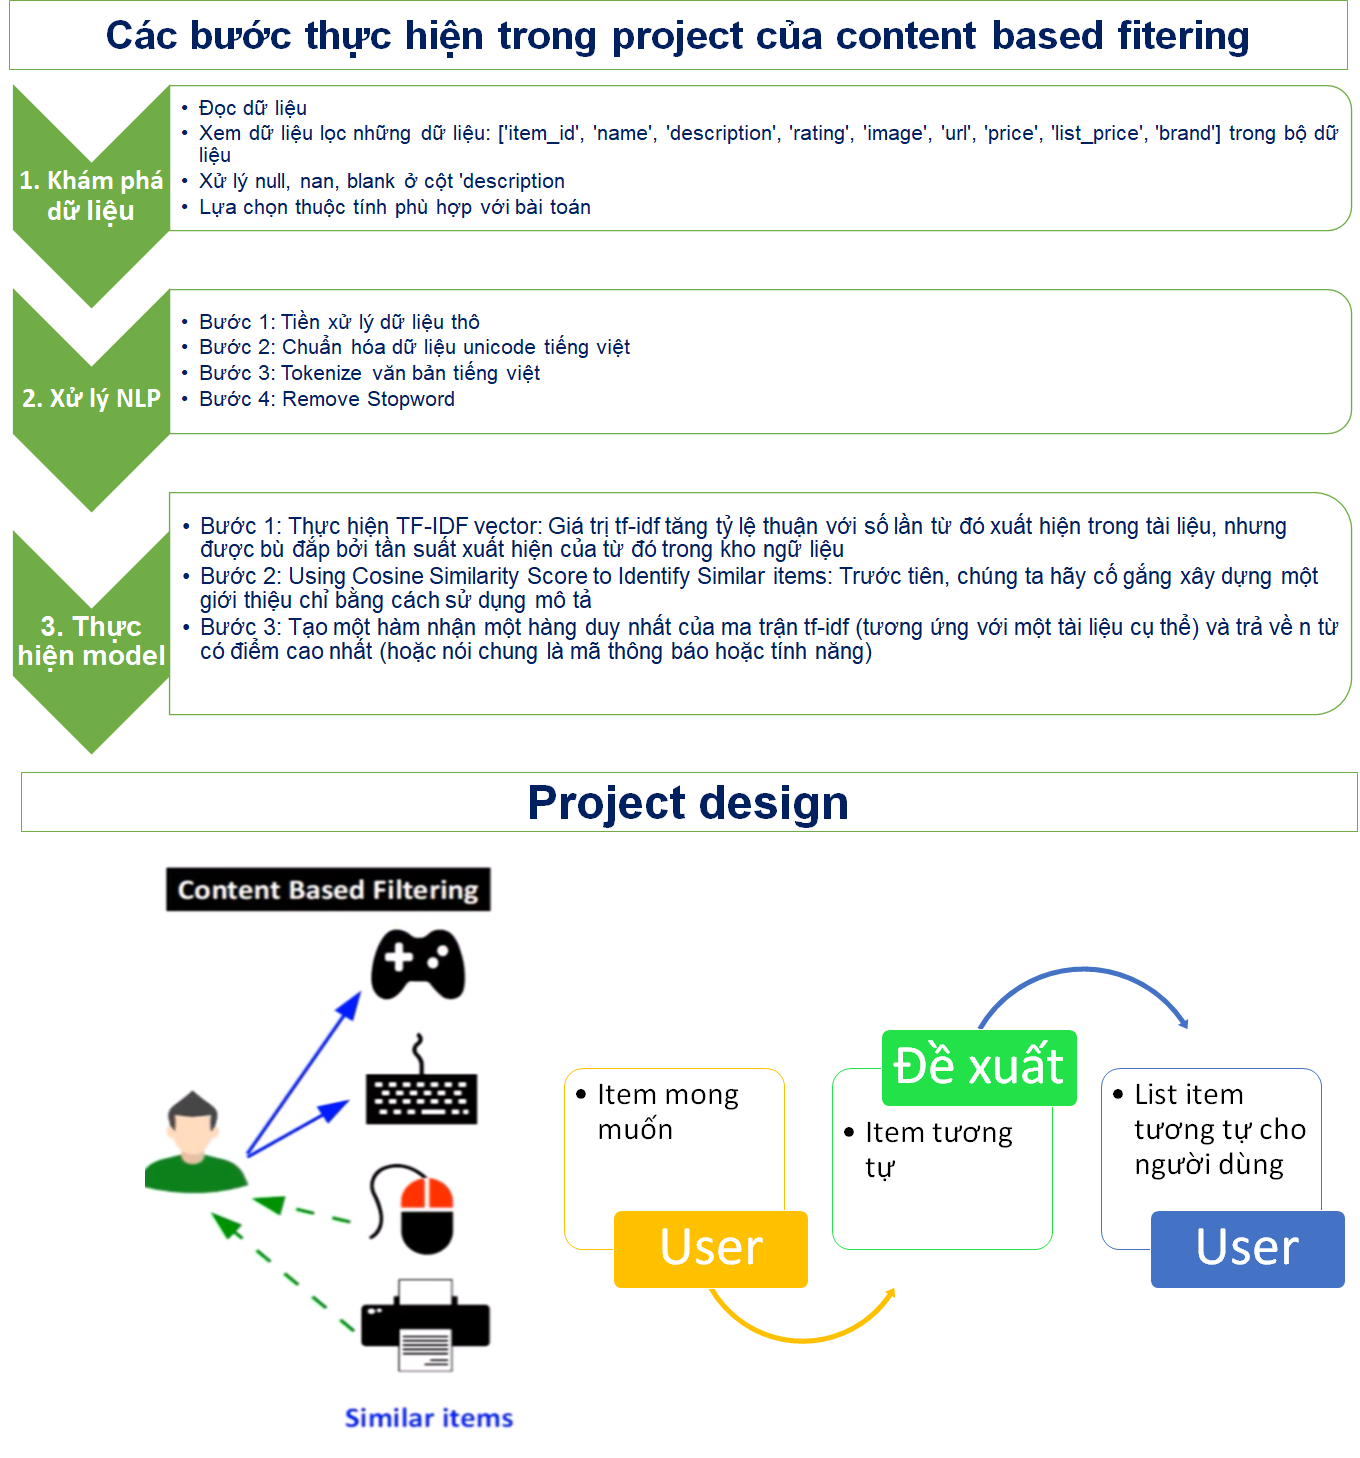 Các bước thực hiện trong project của content based fitering
1. Khám phá
dữ liệu
• Đọc dữ liệu
• Xem dữ liệu lọc những dữ liệu: ['item_id', 'name', 'description', 'rating', 'image', 'url', 'price', 'list_price', 'brand'] trong bộ dữ
liệu
• Xử lý null, nan, blank ở cột 'description
• Lựa chọn thuộc tính phù hợp với bài toán
2. Xử lý NLP
• Bước 1: Tiền xử lý dữ liệu thô
• Bước 2: Chuẩn hóa dữ liệu unicode tiếng việt
• Bước 3: Tokenize văn bản tiếng việt
• Bước 4: Remove Stopword
3. Thực
hiện model
• Bước 1: Thực hiện TF-IDF vector: Giá trị tf-idf tăng tỷ lệ thuận với số lần từ đó xuất hiện trong tài liệu, nhưng
được bù đắp bởi tần suất xuất hiện của từ đó trong kho ngữ liệu
• Bước 2: Using Cosine Similarity Score to Identify Similar items: Trước tiên, chúng ta hãy cố gắng xây dựng một
giới thiệu chỉ bằng cách sử dụng mô tả
• Bước 3: Tạo một hàm nhận một hàng duy nhất của ma trận tf-idf (tương ứng với một tài liệu cụ thể) và trả về n từ
có điểm cao nhất (hoặc nói chung là mã thông báo hoặc tính năng)
Project design
Content Based Filtering
Similar items
• Item mong
muốn
User
Đề xuất
• Item tương
tự
• List item
tương tự cho
người dùng
User